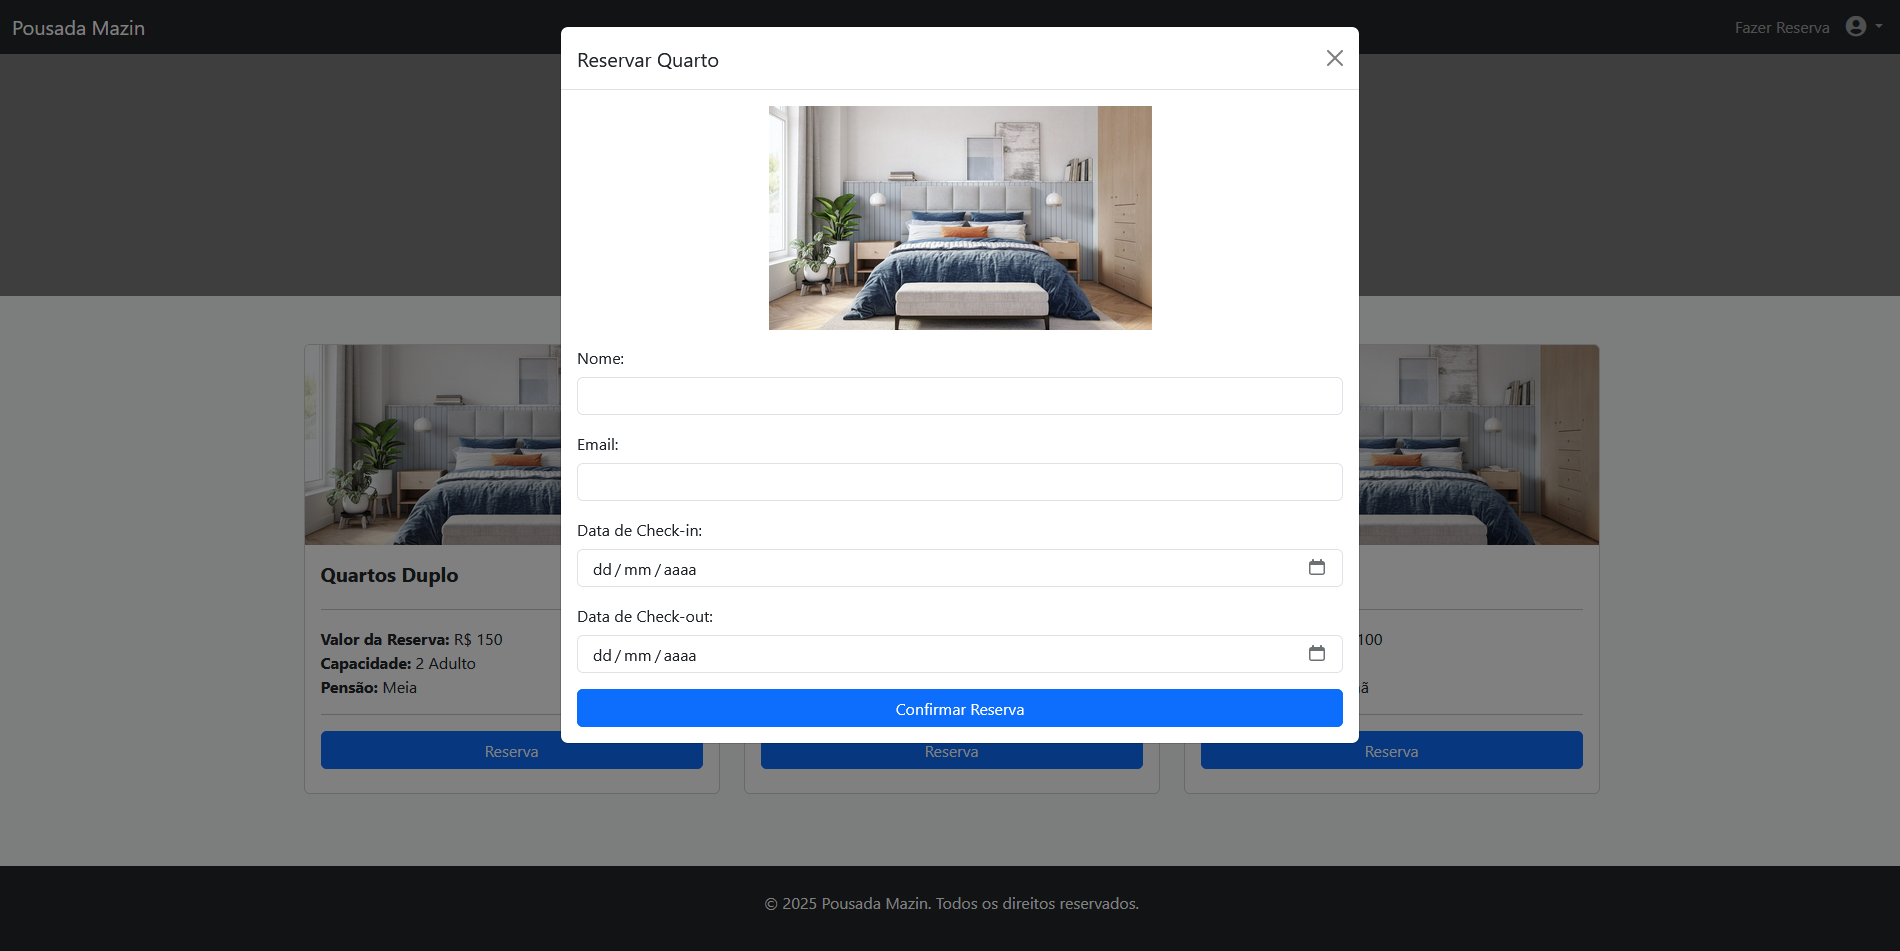 Pousada Mazin
Fazer Reserva
Reservar Quarto
Nome:
Email:
Data de Check-in:
dd/mm/aaaa
Data de Check-out:
dd/mm/aaaa
Confirmar Reserva
Quartos Duplo
Valor da Reserva: R$ 150
Capacidade: 2 Adulto
Pensão: Meia
Reserva
Reserva
100
Reserva
© 2025 Pousada Mazin. Todos os direitos reservados.